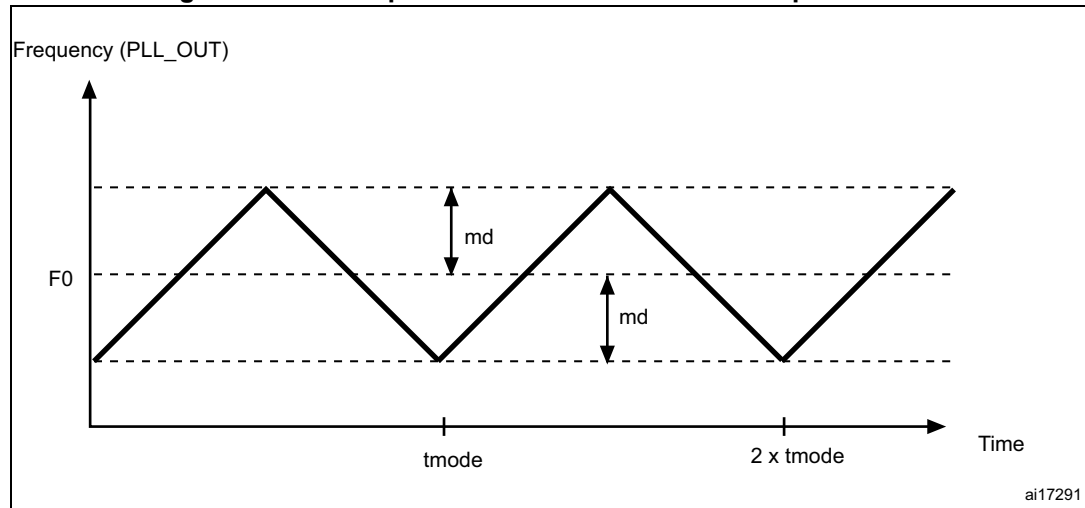 Frequency (PLL_OUT)
md
F0
md
tmode
2 x tmode
Time
ai17291